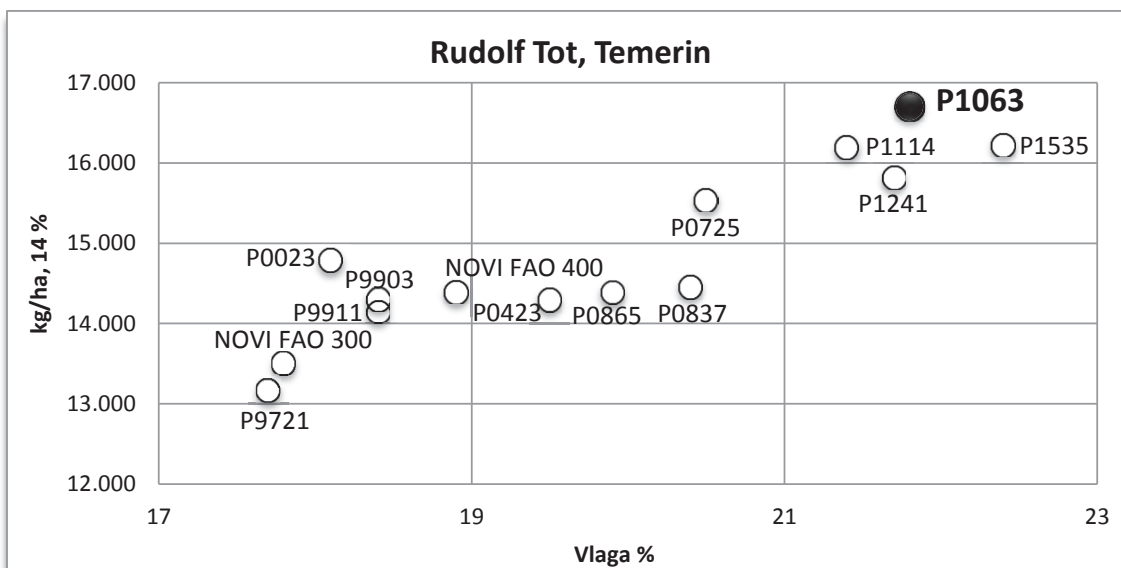 Rudolf Tot, Temerin
kg/ha, 14 %
17.000
16.000
15.000
14.000
13.000
12.000
P1063
P1114
P1535
P1241
P0725
P0023
P9903
NOVI FAO 400
P9911
P0423
P0865
P0837
NOVI FAO 300
P9721
17
19
21
23
Vlaga %